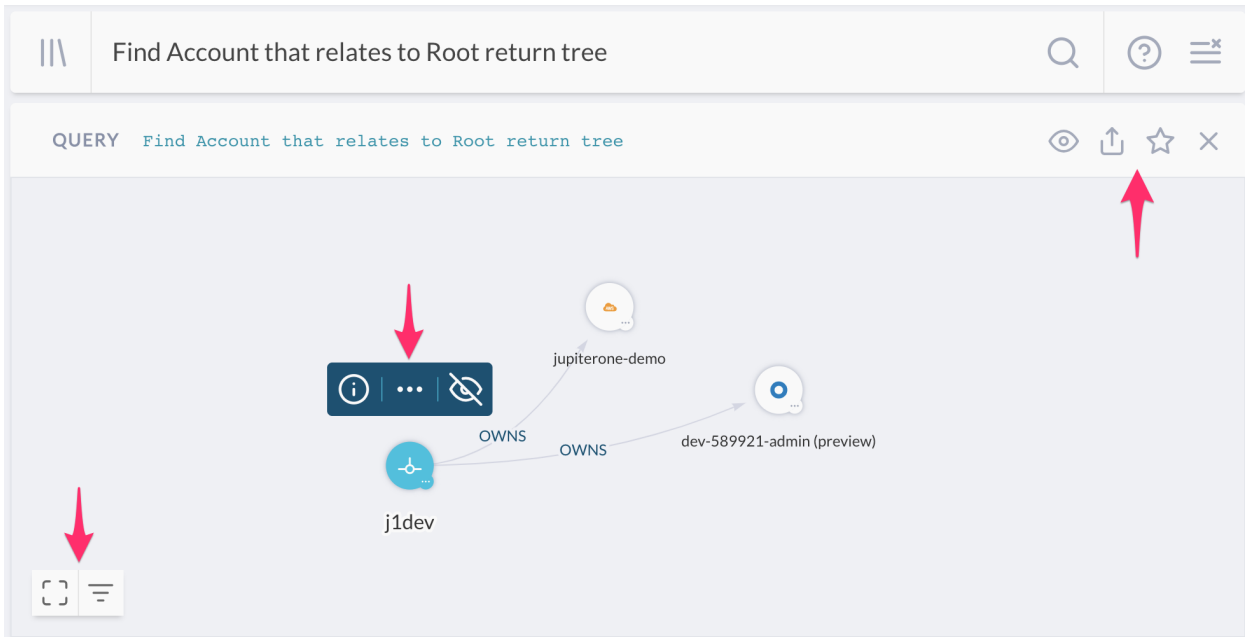 Find Account that relates to Root return tree
QUERY Find Account that relates to Root return tree
jupiterone-demo
OWNS
OWNS
dev-589921-admin (preview)
j1dev